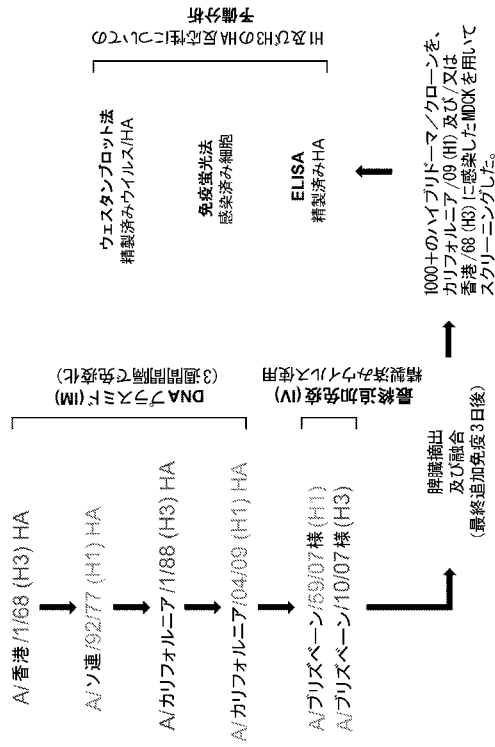 A/香港/1/68 (H3) HA
A/ソ連/92/77 (H1) HA
A/カリフォルニア/1/88 (H3) HA
A/カリフォルニア/04/09 (H1) HA
DNAプラスミド(IM)
(3週間間隔で免疫化)
A/ブリズベーン/59/07様(H1)
A/ブリズベーン/10/07様(H3)
最終追加免疫(IV)
精製済みウイルス使用
脾臓摘出
及び融合
(最終追加免疫3日後)
1000+のハイブリドーマ/クローンを、
カリフォルニア/09(H1)及び/又は
香港/68(H3)に感染したMDCKを用いて
スクリーニングした。
ELISA
精製済みHA
免疫蛍光法
感染済み細胞
ウェスタンブロット法
精製済みウイルス/HA
H1及びH3のHA反応性についての
予備分析